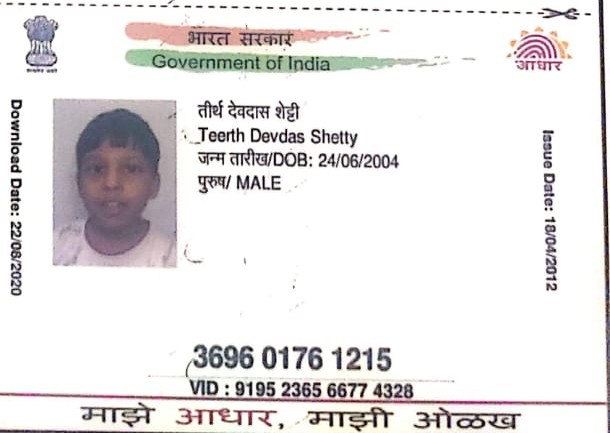 भारत सरकार
Government of India
आधार
Download Date: 22/08/2020
तीर्थ देवदास शेट्टी
Teerth Devdas Shetty
जन्म तारीख/DOB: 24/06/2004
पुरुष/ MALE
Issue Date: 18/04/2012
3696 0176 1215
VID : 9195 2365 6677 4328
माझे आधार, माझी ओळख